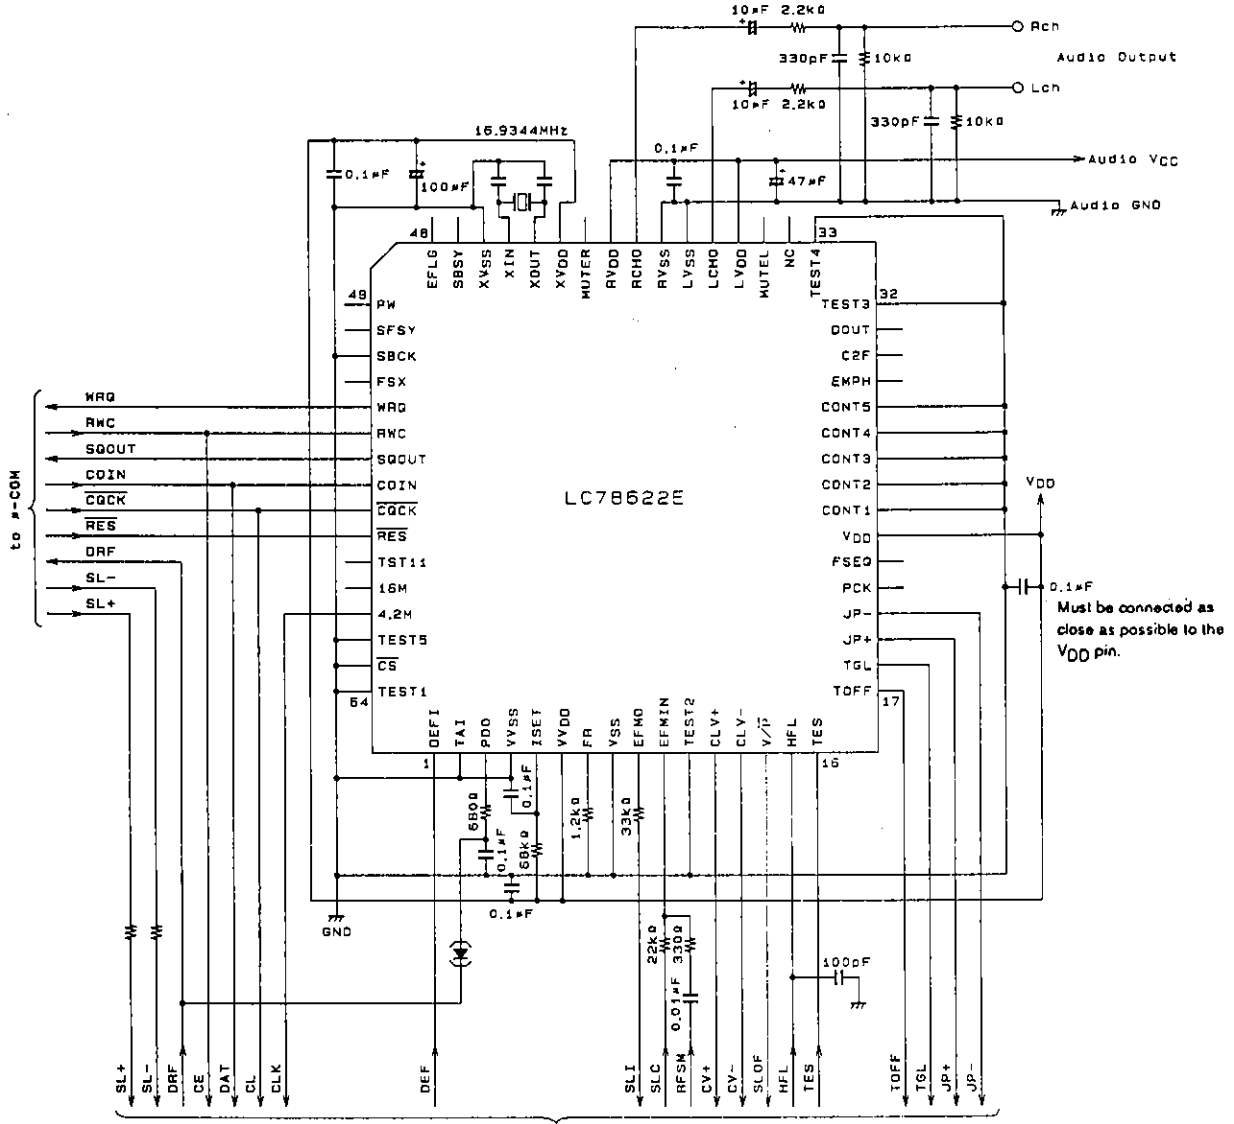 10μF 2.2kΩ
Rch
330pF
10kΩ
Audio Output
Lch
10μF 2.2kΩ
330pF
10kΩ
16.9344MHz
0.1μF
0.1μF
100μF
47μF
Audio VCC
Audio GND
48
33
EFLG
SBSY
XVSS
XIN
XOUT
XVDD
MUTER
RVDD
RCHO
RVSS
LVSS
LCHO
LVDD
MUTEL
NC
TEST4
49
PW
SFSY
SBCK
FSX
WRQ
RWC
SQOUT
COIN
CQCK
RES
TST11
16M
4.2M
TEST5
CS
TEST1
64
32
TEST3
DOUT
C2F
EMPH
CONT5
CONT4
CONT3
CONT2
CONT1
VDD
FSEQ
PCK
JP-
JP+
TGL
TOFF
17
LC78622E
to μ-COM
WRQ
RWC
SQOUT
COIN
CQCK
RES
DRF
SL-
SL+
VDD
0.1μF
Must be connected as
close as possible to the
VDD pin.
DEFI
TAI
PDO
VVSS
ISET
VVDD
FR
VSS
EFMO
EFMIN
TEST2
CLV+
CLV-
V/P
HFL
TES
1
16
680Ω
0.1μF
0.1μF
68kΩ
1.2kΩ
33kΩ
0.1μF
GND
22kΩ
330Ω
0.01μF
100pF
SL+
SL-
DRF
CE
DAT
CL
CLK
DEF
SLI
SLC
RFSM
CV+
CV-
SLOF
HFL
TES
TOFF
TGL
JP+
JP-